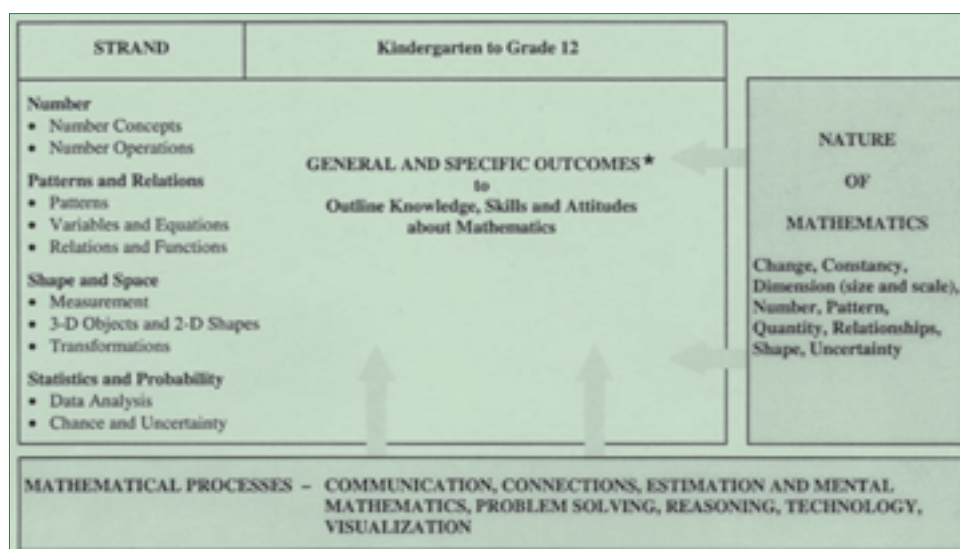 STRAND
Kindergarten to Grade 12
Number
• Number Concepts
• Number Operations
Patterns and Relations
• Patterns
• Variables and Equations
• Relations and Functions
Shape and Space
• Measurement
• 3-D Objects and 2-D Shapes
• Transformations
Statistics and Probability
• Data Analysis
• Chance and Uncertainty
GENERAL AND SPECIFIC OUTCOMES★
to
Outline Knowledge, Skills and Attitudes
about Mathematics
NATURE
OF
MATHEMATICS
Change, Constancy,
Dimension (size and scale),
Number, Pattern,
Quantity, Relationships,
Shape, Uncertainty
MATHEMATICAL PROCESSES – COMMUNICATION, CONNECTIONS, ESTIMATION AND MENTAL
MATHEMATICS, PROBLEM SOLVING, REASONING, TECHNOLOGY,
VISUALIZATION